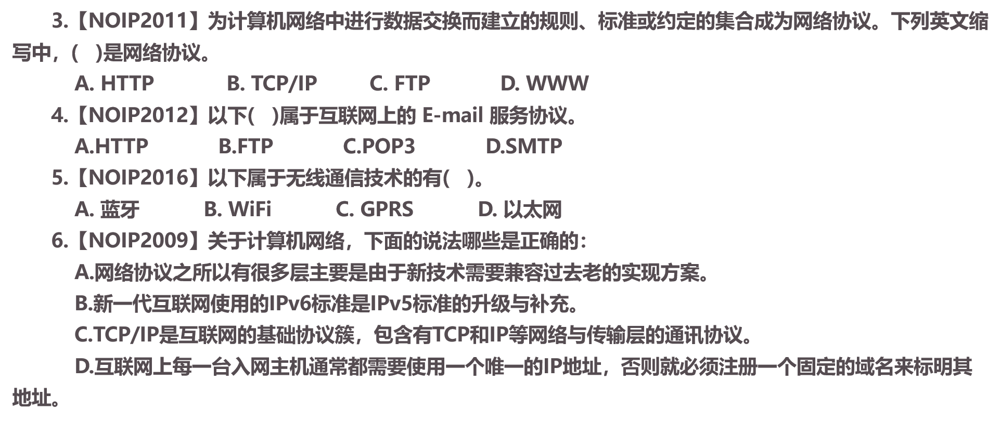 3.【NOIP2011】为计算机网络中进行数据交换而建立的规则、标准或约定的集合成为网络协议。下列英文缩
写中，(   )是网络协议。
A. HTTP B. TCP/IP C. FTP D. WWW
4.【NOIP2012】以下(   )属于互联网上的 E-mail 服务协议。
A.HTTP B.FTP C.POP3 D.SMTP
5.【NOIP2016】以下属于无线通信技术的有(   )。
A. 蓝牙 B. WiFi C. GPRS D. 以太网
6.【NOIP2009】关于计算机网络，下面的说法哪些是正确的：
A.网络协议之所以有很多层主要是由于新技术需要兼容过去老的实现方案。
B.新一代互联网使用的IPv6标准是IPv5标准的升级与补充。
C.TCP/IP是互联网的基础协议簇，包含有TCP和IP等网络与传输层的通讯协议。
D.互联网上每一台入网主机通常都需要使用一个唯一的IP地址，否则就必须注册一个固定的域名来标明其
地址。